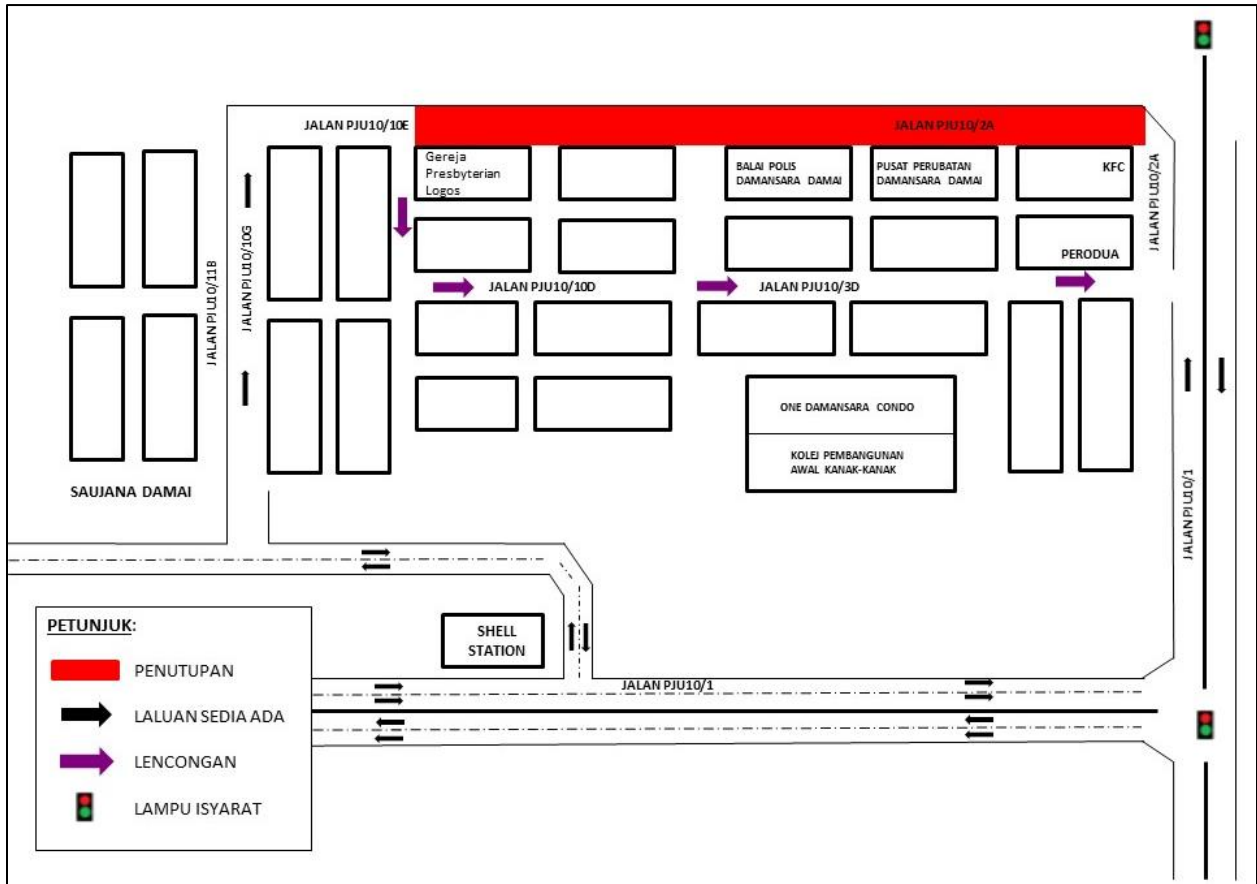 JALAN PJU10/10E
JALAN PJU10/2A
Gereja
Presbyterian
Logos
BALAI POLIS
DAMANSARA DAMAI
PUSAT PERUBATAN
DAMANSARA DAMAI
KFC
JALAN PJU10/2A
PERODUA
JALAN PJU10/11B
JALAN PJU10/10G
JALAN PJU10/10D
JALAN PJU10/3D
ONE DAMANSARA CONDO
KOLEJ PEMBANGUNAN
AWAL KANAK-KANAK
SAUJANA DAMAI
JALAN PJU10/1
SHELL
STATION
JALAN PJU10/1
PETUNJUK:
PENUTUPAN
LALUAN SEDIA ADA
LENCONGAN
LAMPU ISYARAT